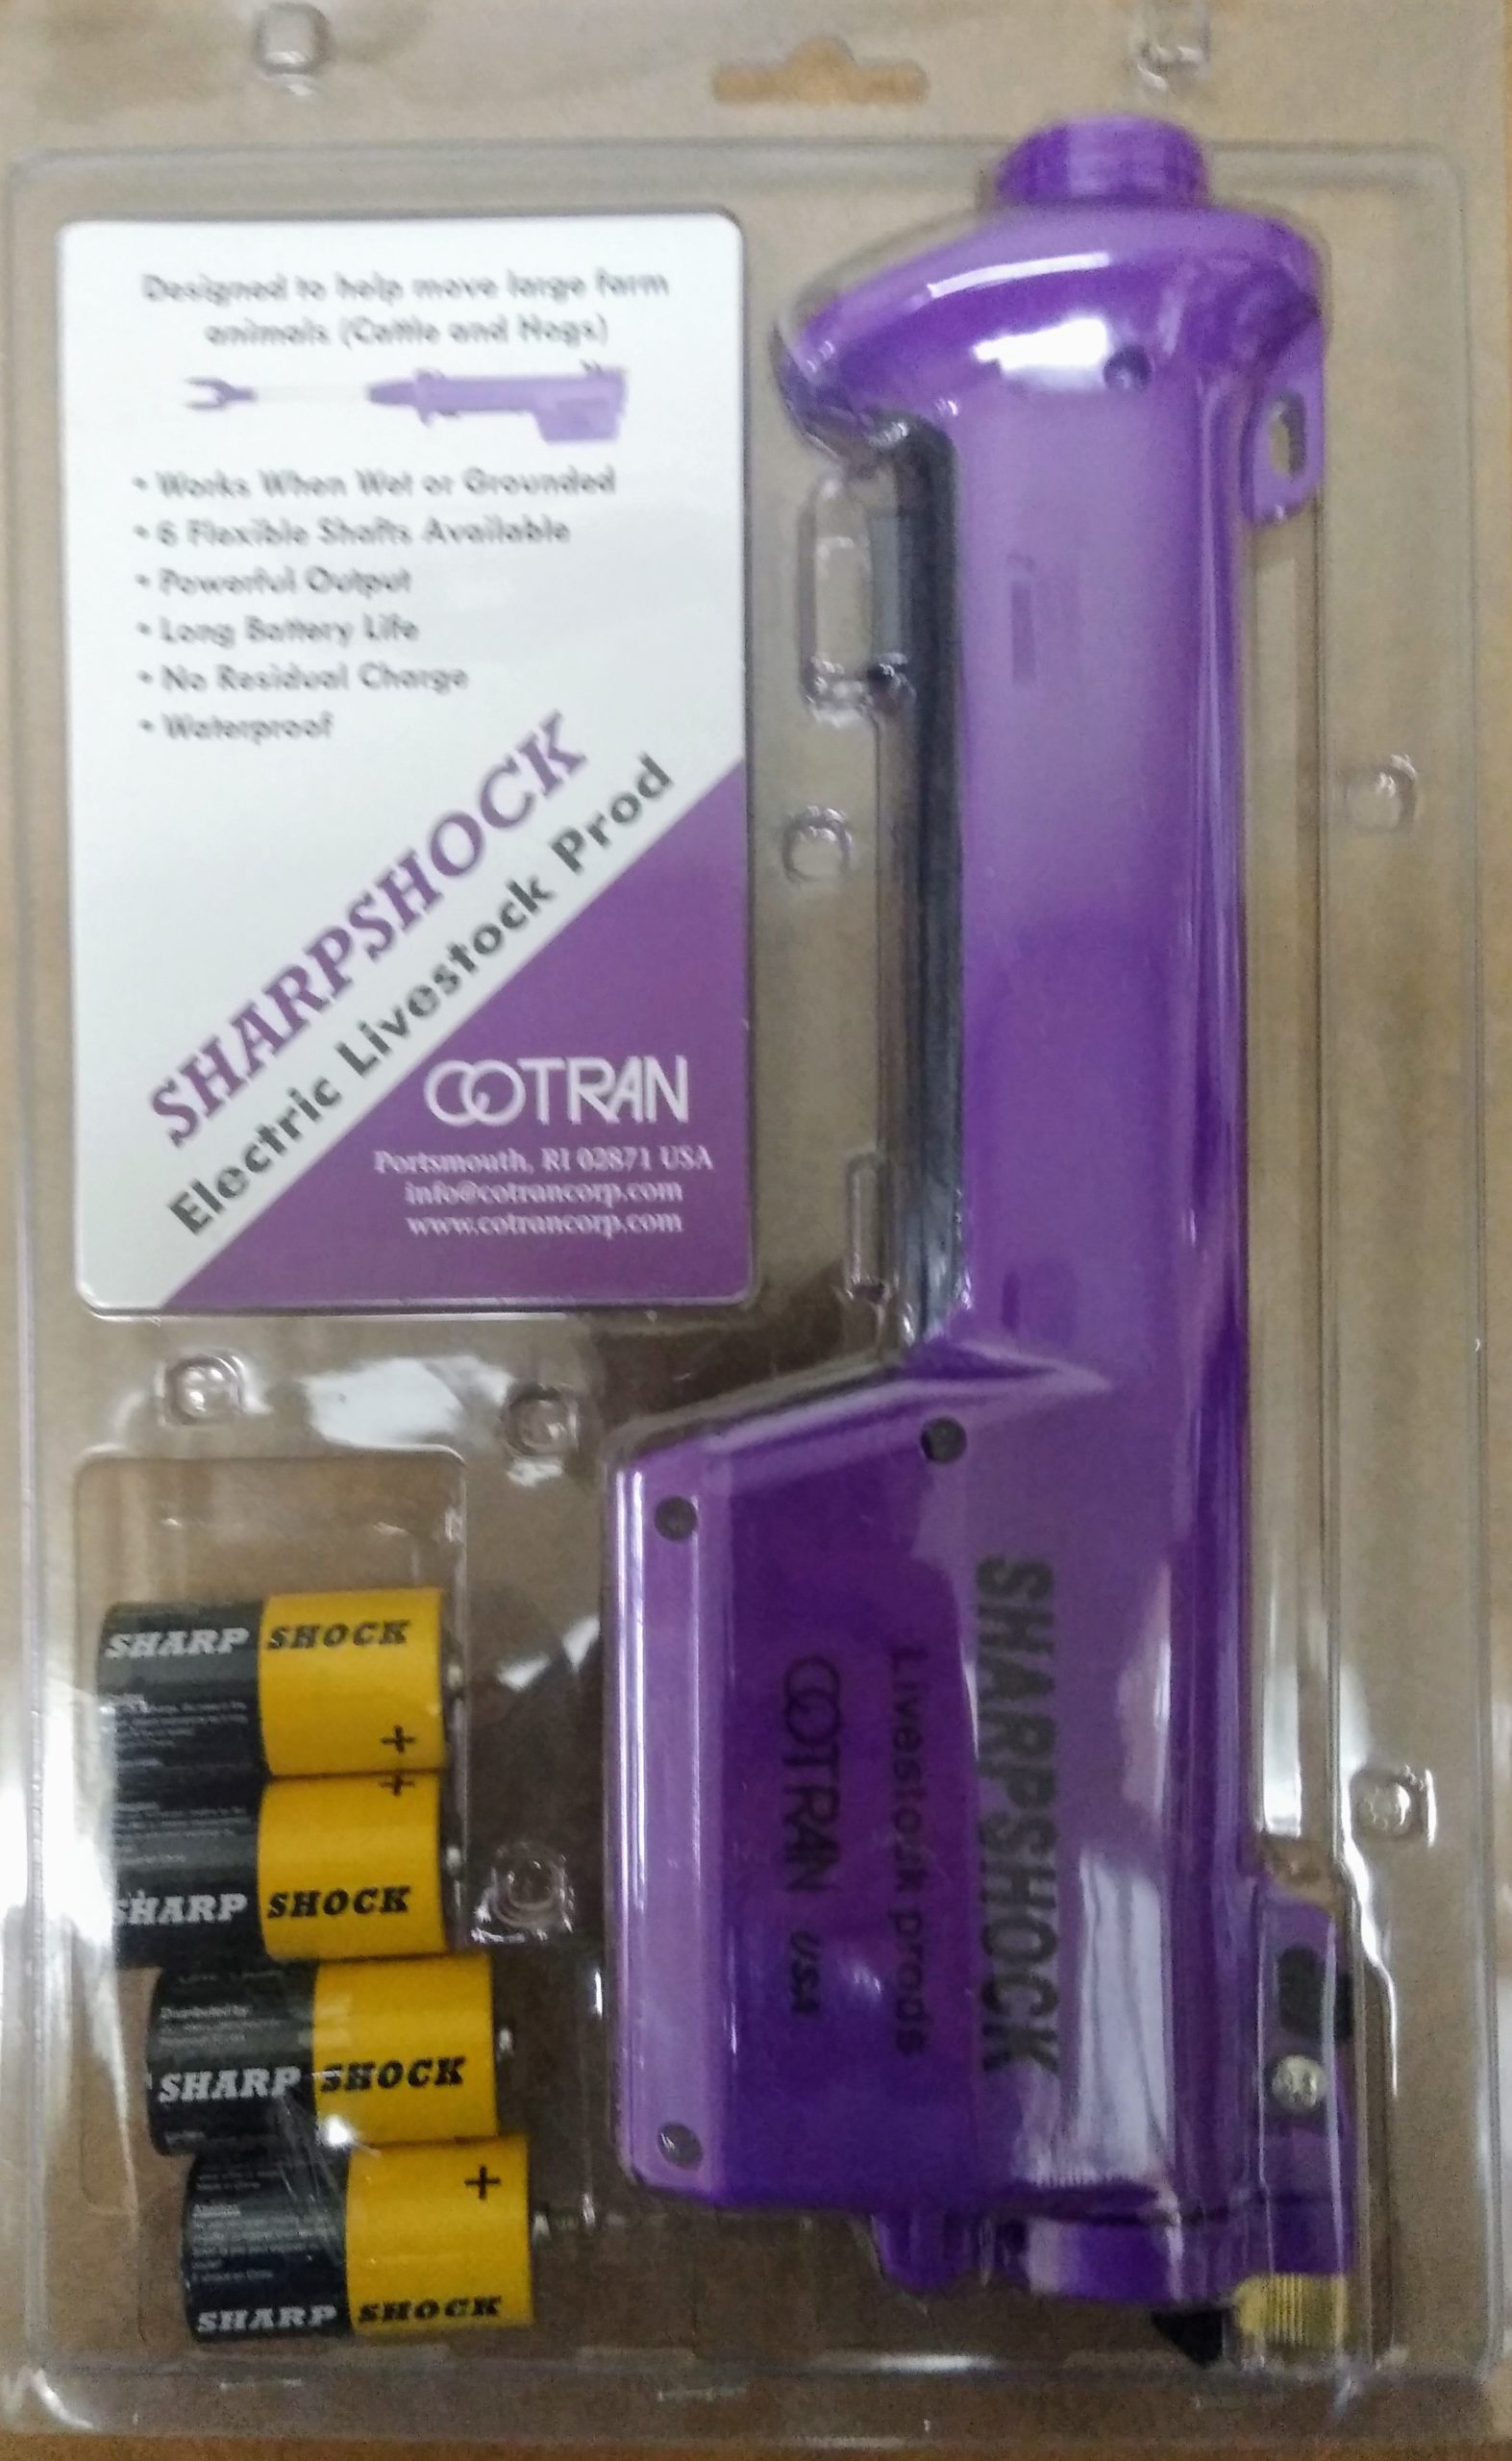 Designed to help move large farm
animals (Cattle and Hogs)
• Works When Wet or Grounded
• 6 Flexible Shafts Available
• Powerful Output
• Long Battery Life
• No Residual Charge
• Waterproof
SHARPSHOCK
Electric Livestock Prod
COTRAN
Portsmouth, RI 02871 USA
info@cotrancorp.com
www.cotrancorp.com
SHARPSHOCK
Livestock prods
COTRAN USA
SHARP SHOCK
+
+
SHARP SHOCK
Distributed by:
SHARP SHOCK
+
SHARP SHOCK